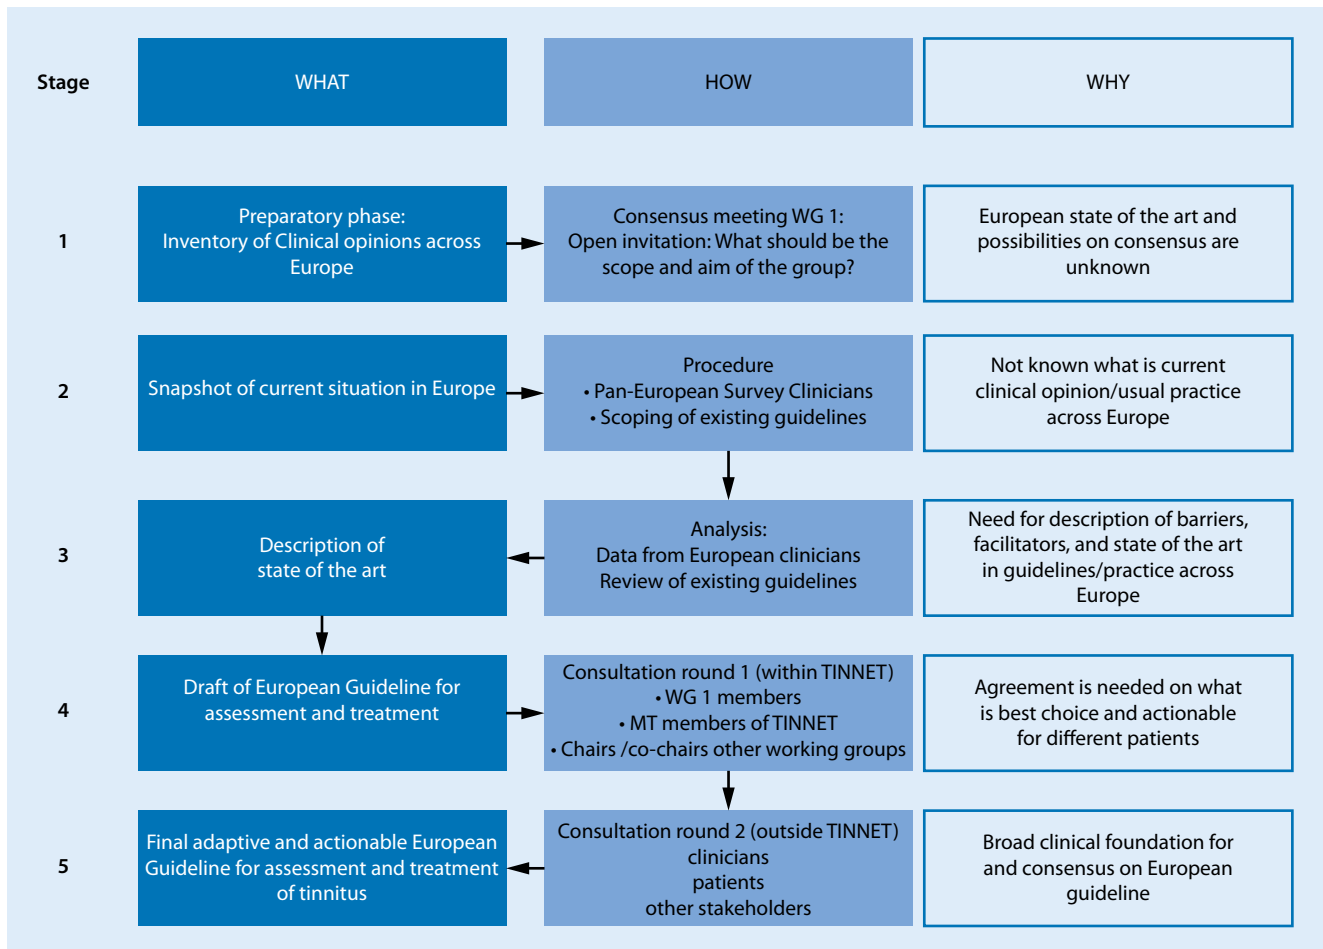 Stage
WHAT
HOW
WHY
1
Preparatory phase:
Inventory of Clinical opinions across
Europe
Consensus meeting WG 1:
Open invitation: What should be the
scope and aim of the group?
European state of the art and
possibilities on consensus are
unknown
2
Snapshot of current situation in Europe
Procedure
• Pan-European Survey Clinicians
• Scoping of existing guidelines
Not known what is current
clinical opinion/usual practice
across Europe
3
Description of
state of the art
Analysis:
Data from European clinicians
Review of existing guidelines
Need for description of barriers,
facilitators, and state of the art
in guidelines/practice across
Europe
4
Draft of European Guideline for
assessment and treatment
Consultation round 1 (within TINNET)
• WG 1 members
• MT members of TINNET
• Chairs /co-chairs other working groups
Agreement is needed on what
is best choice and actionable
for different patients
5
Final adaptive and actionable European
Guideline for assessment and treatment
of tinnitus
Consultation round 2 (outside TINNET)
clinicians
patients
other stakeholders
Broad clinical foundation for
and consensus on European
guideline